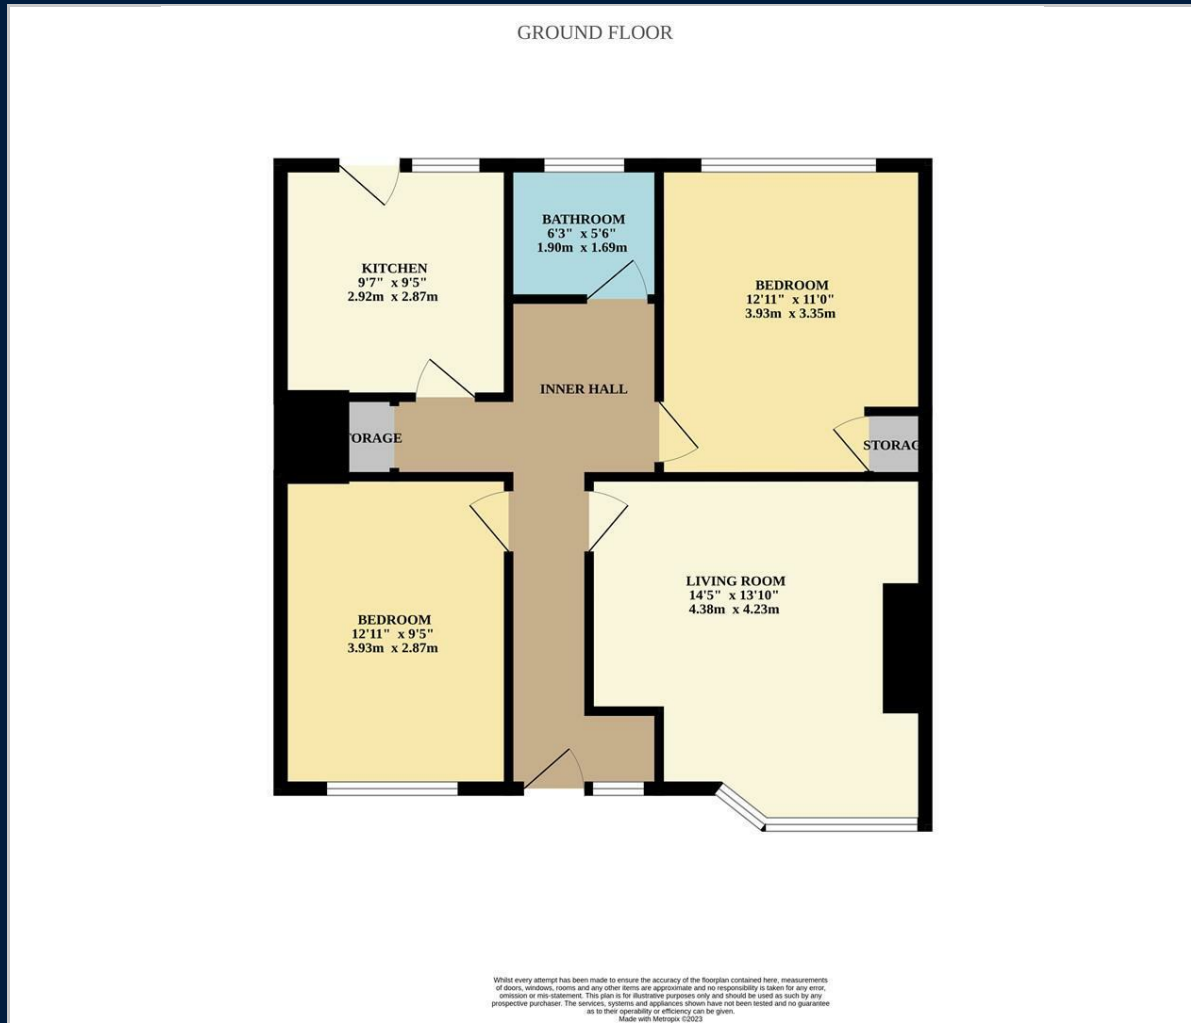 GROUND FLOOR
BATHROOM
6'3" x 5'6"
1.90m x 1.69m
KITCHEN
9'7" x 9'5"
2.92m x 2.87m
BEDROOM
12'11" x 11'0"
3.93m x 3.35m
INNER HALL
TORAGE
STORAG
LIVING ROOM
14'5" x 13'10"
4.38m x 4.23m
BEDROOM
12'11" x 9'5"
3.93m x 2.87m
Whilst every attempt has been made to ensure the accuracy of the floorplan contained here, measurements
of doors, windows, rooms and any other items are approximate and no responsibility is taken for any error,
omission or mis-statement. This plan is for illustrative purposes only and should be used as such by any
prospective purchaser. The services, systems and appliances shown have not been tested and no guarantee
as to their operability or efficiency can be given.
Made with Metropix ©2023